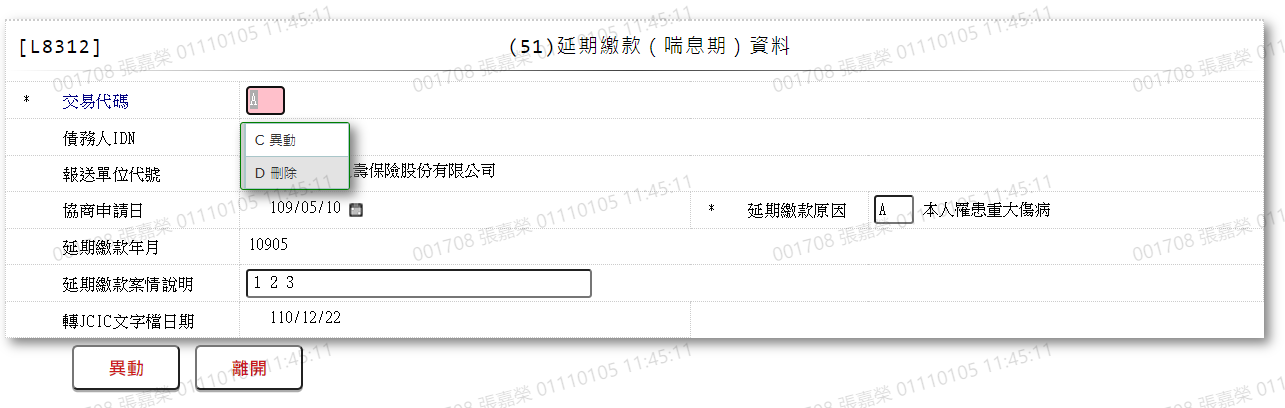 [L8312] (51)延期繳款（喘息期）資料
* 交易代碼 A
債務人IDN C 異動
報送單位代號 D 刪除 壽保險股份有限公司
協商申請日 109/05/10 * 延期繳款原因 A 本人罹患重大傷病
延期繳款年月 10905
延期繳款案情說明 1 2 3
轉JCIC文字檔日期 110/12/22
異動 離開
001708 張嘉榮 01110105 11:45:11